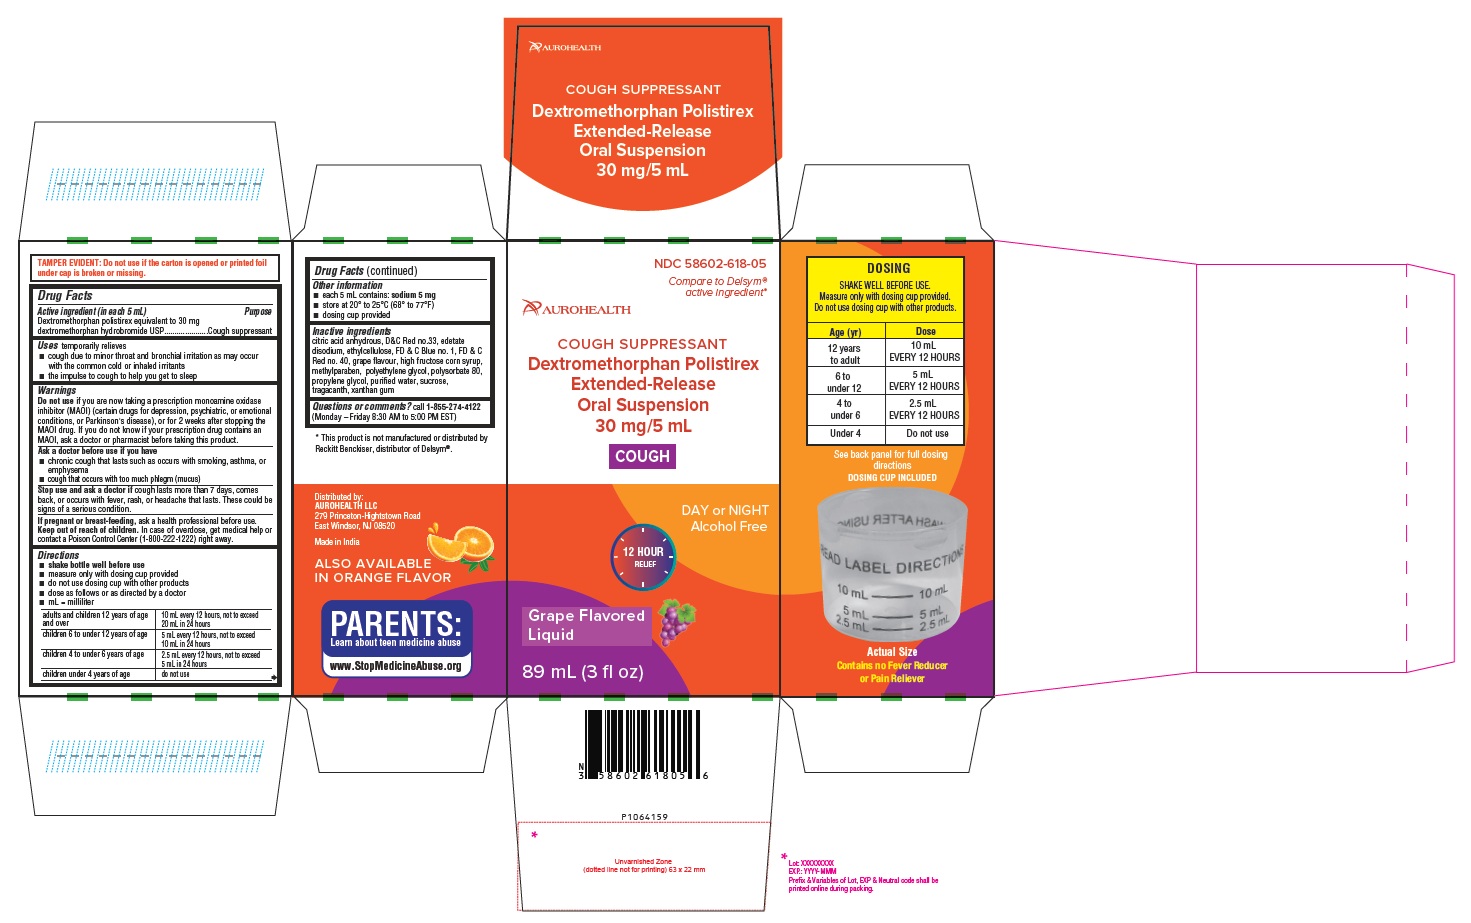 AUROHEALTH
COUGH SUPPRESSANT
Dextromethorphan Polistirex
Extended-Release
Oral Suspension
30 mg/5 mL
TAMPER EVIDENT: Do not use if the carton is opened or printed foil
under cap is broken or missing.
Drug Facts
Active ingredient (in each 5 mL) Purpose
Dextromethorphan polistirex equivalent to 30 mg
dextromethorphan hydrobromide USP....................Cough suppressant
Uses temporarily relieves
■ cough due to minor throat and bronchial irritation as may occur
with the common cold or inhaled irritants
■ the impulse to cough to help you get to sleep
Warnings
Do not use if you are now taking a prescription monoamine oxidase
inhibitor (MAOI) (certain drugs for depression, psychiatric, or emotional
conditions, or Parkinson's disease), or for 2 weeks after stopping the
MAOI drug. If you do not know if your prescription drug contains an
MAOI, ask a doctor or pharmacist before taking this product.
Ask a doctor before use if you have
■ chronic cough that lasts such as occurs with smoking, asthma, or
emphysema
■ cough that occurs with too much phlegm (mucus)
Stop use and ask a doctor if cough lasts more than 7 days, comes
back, or occurs with fever, rash, or headache that lasts. These could be
signs of a serious condition.
If pregnant or breast-feeding, ask a health professional before use.
Keep out of reach of children. In case of overdose, get medical help or
contact a Poison Control Center (1-800-222-1222) right away.
Directions
■ shake bottle well before use
■ measure only with dosing cup provided
■ do not use dosing cup with other products
■ dose as follows or as directed by a doctor
■ mL = milliliter
adults and children 12 years of age
and over
10 mL every 12 hours, not to exceed
20 mL in 24 hours
children 6 to under 12 years of age
5 mL every 12 hours, not to exceed
10 mL in 24 hours
children 4 to under 6 years of age
2.5 mL every 12 hours, not to exceed
5 mL in 24 hours
children under 4 years of age
do not use
Drug Facts (continued)
Other information
■ each 5 mL contains: sodium 5 mg
■ store at 20° to 25°C (68° to 77°F)
■ dosing cup provided
Inactive ingredients
citric acid anhydrous, D&C Red no.33, edetate
disodium, ethylcellulose, FD & C Blue no. 1, FD & C
Red no. 40, grape flavour, high fructose corn syrup,
methylparaben, polyethylene glycol, polysorbate 80,
propylene glycol, purified water, sucrose,
tragacanth, xanthan gum
Questions or comments? call 1-855-274-4122
(Monday – Friday 8:30 AM to 5:00 PM EST)
* This product is not manufactured or distributed by
Reckitt Benckiser, distributor of Delsym®.
Distributed by:
AUROHEALTH LLC
279 Princeton-Hightstown Road
East Windsor, NJ 08520
Made in India
ALSO AVAILABLE
IN ORANGE FLAVOR
PARENTS:
Learn about teen medicine abuse
www.StopMedicineAbuse.org
NDC 58602-618-05
Compare to Delsym®
active ingredient*
AUROHEALTH
COUGH SUPPRESSANT
Dextromethorphan Polistirex
Extended-Release
Oral Suspension
30 mg/5 mL
COUGH
DAY or NIGHT
Alcohol Free
12 HOUR
RELIEF
Grape Flavored
Liquid
89 mL (3 fl oz)
DOSING
SHAKE WELL BEFORE USE.
Measure only with dosing cup provided.
Do not use dosing cup with other products.
Age (yr) Dose
12 years
to adult
10 mL
EVERY 12 HOURS
6 to
under 12
5 mL
EVERY 12 HOURS
4 to
under 6
2.5 mL
EVERY 12 HOURS
Under 4 Do not use
See back panel for full dosing
directions
DOSING CUP INCLUDED
WASH AFTER USING
READ LABEL DIRECTIONS
10 mL 10 mL
5 mL 5 mL
2.5 mL 2.5 mL
Actual Size
Contains no Fever Reducer
or Pain Reliever
N
3 58602 61805 6
P1064159
*
Unvarnished Zone
(dotted line not for printing) 63 x 22 mm
* Lot: XXXXXXXXX
EXP.: YYYY-MMM
Prefix & Variables of Lot, EXP & Neutral code shall be
printed online during packing.